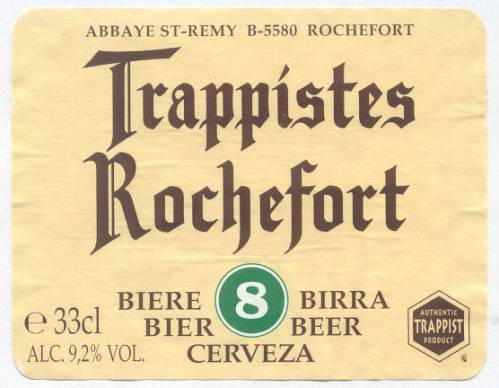 ABBAYE ST-REMY B-5580 ROCHEFORT
Trappistes
Rochefort
BIERE 8 BIRRA
BIER BEER
CERVEZA
e 33cl
ALC. 9,2% VOL.
AUTHENTIC
TRAPPIST
PRODUCT